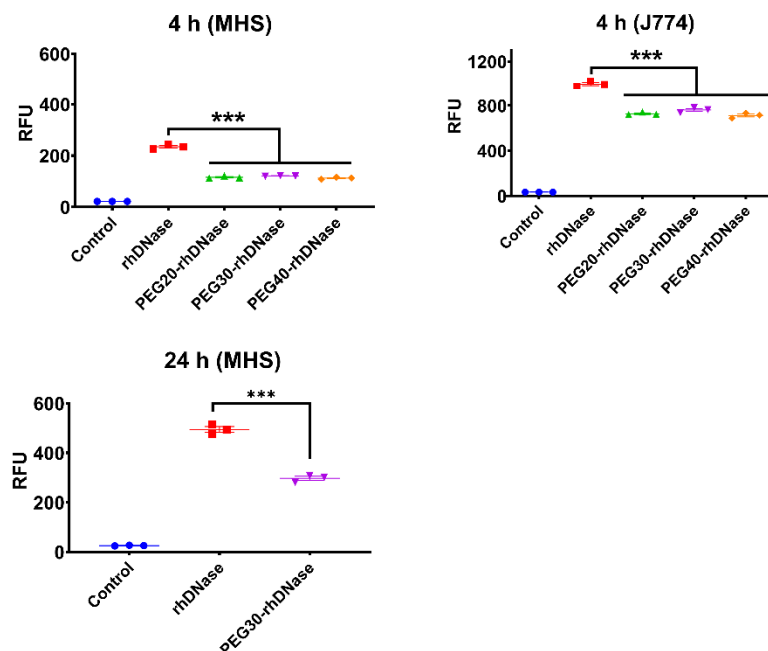 4 h (MHS)
600
400
200
0
RFU
***
Control
rhDNase
PEG20-rhDNase
PEG30-rhDNase
PEG40-rhDNase
4 h (J774)
1200
800
400
0
RFU
***
Control
rhDNase
PEG20-rhDNase
PEG30-rhDNase
PEG40-rhDNase
24 h (MHS)
600
400
200
0
RFU
***
Control
rhDNase
PEG30-rhDNase